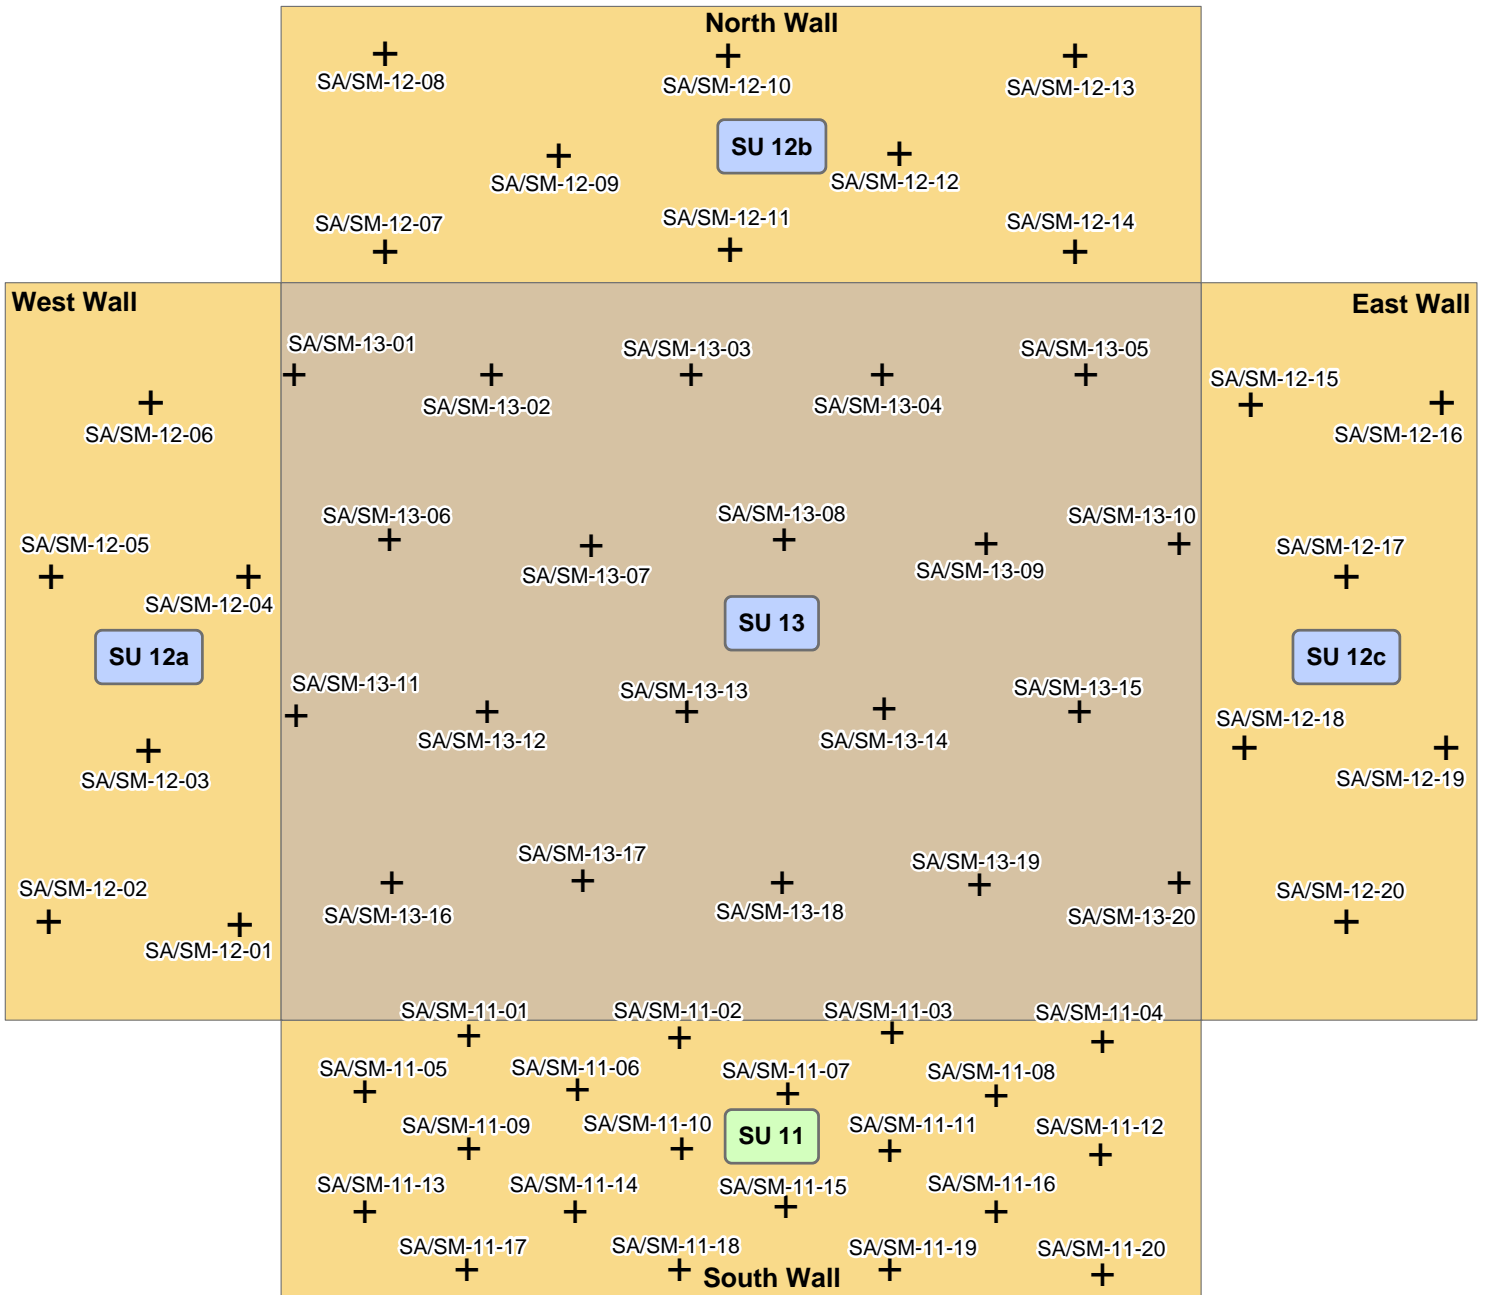 North Wall
SA/SM-12-08
SA/SM-12-10
SA/SM-12-13
SU 12b
SA/SM-12-09
SA/SM-12-12
SA/SM-12-07
SA/SM-12-11
SA/SM-12-14
West Wall
East Wall
SA/SM-13-01
SA/SM-13-03
SA/SM-13-05
SA/SM-12-15
SA/SM-13-02
SA/SM-13-04
SA/SM-12-06
SA/SM-12-16
SA/SM-13-06
SA/SM-13-08
SA/SM-13-10
SA/SM-12-05
SA/SM-12-17
SA/SM-13-07
SA/SM-13-09
SA/SM-12-04
SU 13
SU 12a
SU 12c
SA/SM-13-11
SA/SM-13-13
SA/SM-13-15
SA/SM-12-18
SA/SM-13-12
SA/SM-13-14
SA/SM-12-03
SA/SM-12-19
SA/SM-13-17
SA/SM-13-19
SA/SM-12-02
SA/SM-12-20
SA/SM-13-16
SA/SM-13-18
SA/SM-13-20
SA/SM-12-01
SA/SM-11-01
SA/SM-11-02
SA/SM-11-03
SA/SM-11-04
SA/SM-11-05
SA/SM-11-06
SA/SM-11-07
SA/SM-11-08
SA/SM-11-09
SA/SM-11-10
SU 11
SA/SM-11-11
SA/SM-11-12
SA/SM-11-13
SA/SM-11-14
SA/SM-11-15
SA/SM-11-16
SA/SM-11-17
SA/SM-11-18
SA/SM-11-19
SA/SM-11-20
South Wall